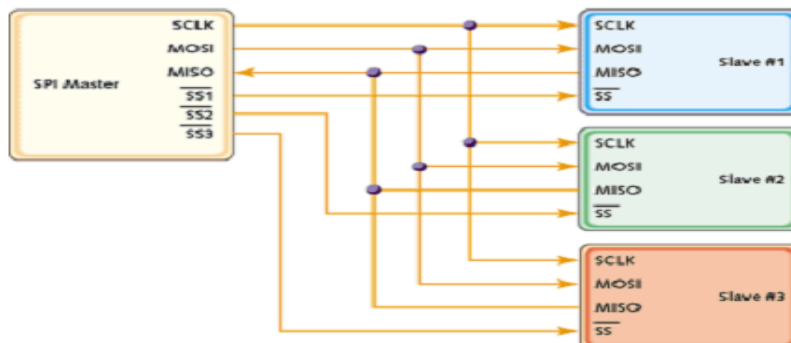 SPI Master
SCLK
MOSI
MISO
SS1
SS2
SS3
SCLK
MOSI
MISO
SS
Slave #1
SCLK
MOSI
MISO
SS
Slave #2
SCLK
MOSI
MISO
SS
Slave #3